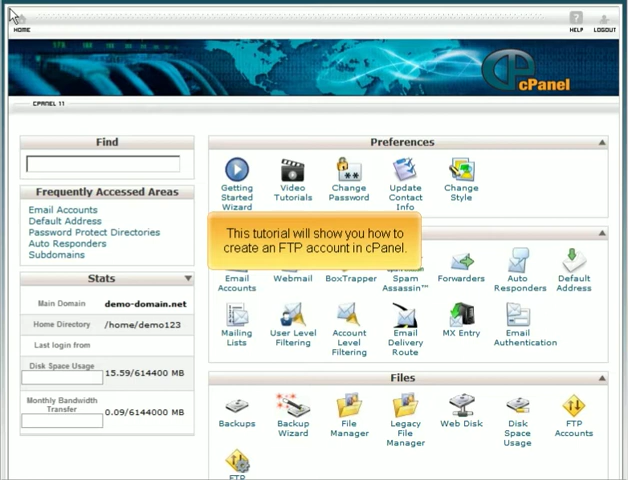 HOME
HELP
LOGOUT
cPanel
CPANEL 11
Find
Frequently Accessed Areas
Email Accounts
Default Address
Password Protect Directories
Auto Responders
Subdomains
Stats
Main Domain demo-domain.net
Home Directory /home/demo123
Last login from
Disk Space Usage 15.59/614400 MB
Monthly Bandwidth Transfer 0.09/614400 MB
Preferences
Getting Started Wizard
Video Tutorials
Change Password
Update Contact Info
Change Style
This tutorial will show you how to
create an FTP account in cPanel.
Email Accounts
Webmail
BoxTrapper
Assassin™
Forwarders
Auto Responders
Default Address
Mailing Lists
User Level Filtering
Account Level Filtering
Email Delivery Route
MX Entry
Email Authentication
Files
Backups
Backup Wizard
File Manager
Legacy File Manager
Web Disk
Disk Space Usage
FTP Accounts
FTP